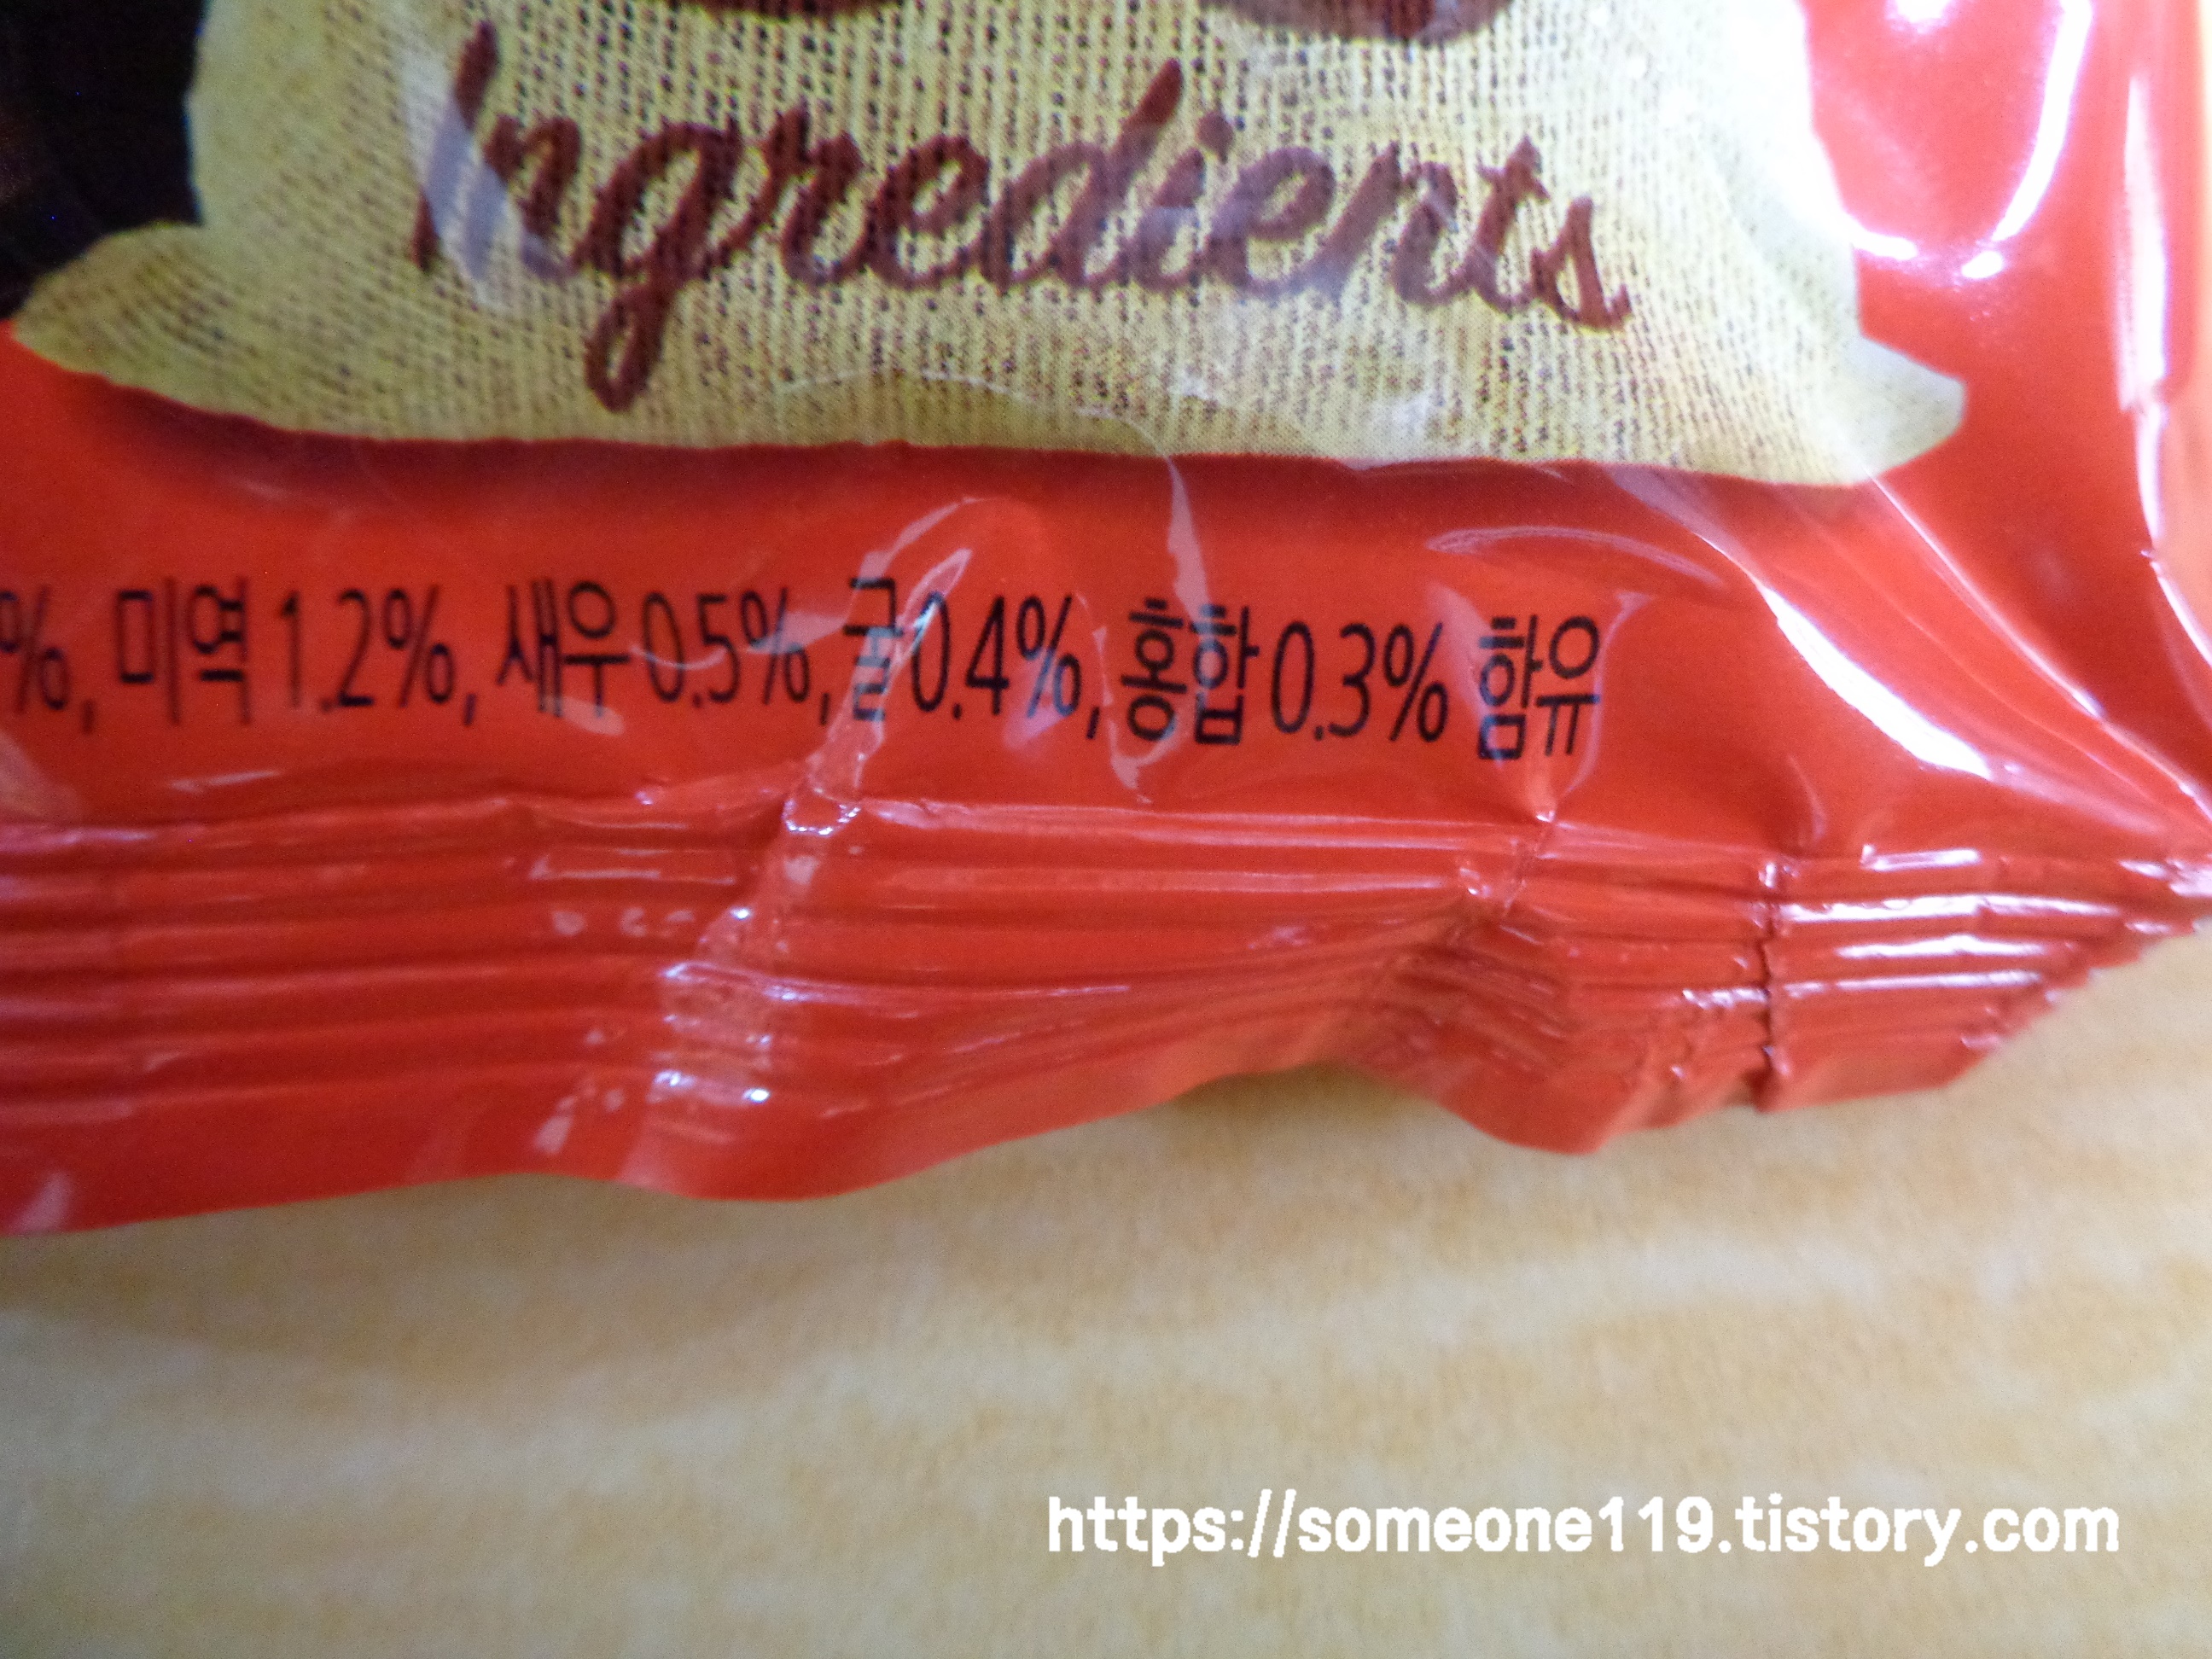 Ingredients
%, 미역 1.2%, 새우 0.5%, 굴 0.4%, 홍합 0.3% 함유
https://someone119.tistory.com